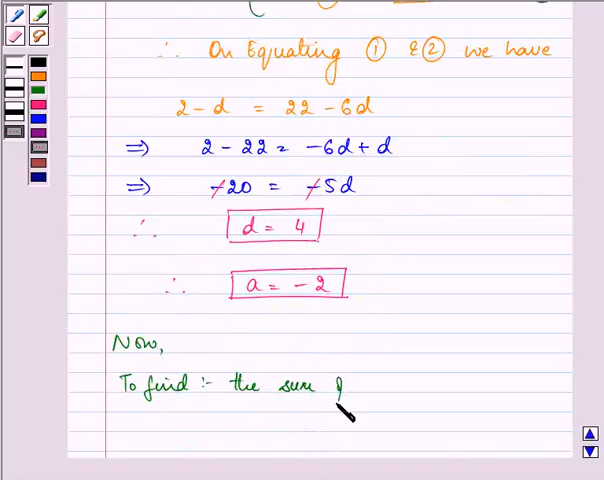 ∴ On Equating ① & ② we have
2 - d = 22 - 6d
⇒ 2 - 22 = -6d + d
⇒ -20 = -5d
∴ d = 4
∴ a = -2
Now,
To find :- the sum